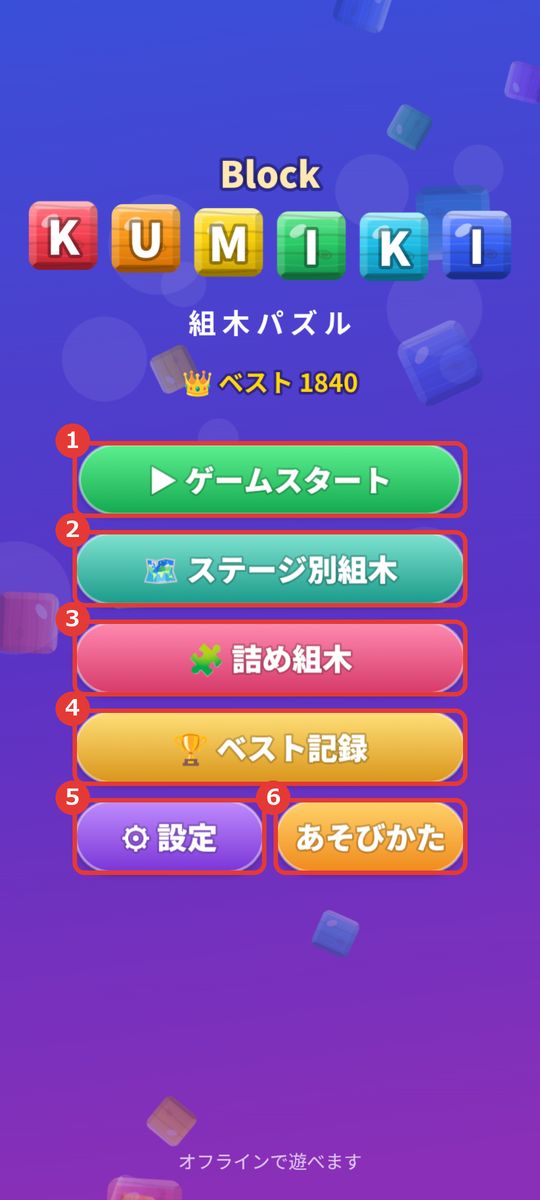 Block
KUMIKI
組木パズル
👑 ベスト 1840
1
▶ ゲームスタート
2
🗺️ ステージ別組木
3
🧩 詰め組木
4
🏆 ベスト記録
5
⚙ 設定
6
あそびかた
オフラインで遊べます